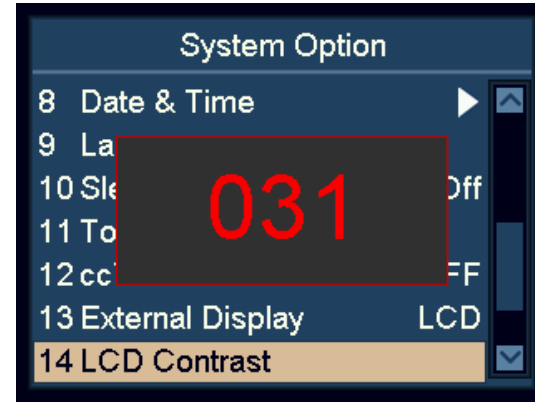 System Option
8 Date & Time
9 La
10 Sle Off
11 To
031
12 cc FF
13 External Display LCD
14 LCD Contrast